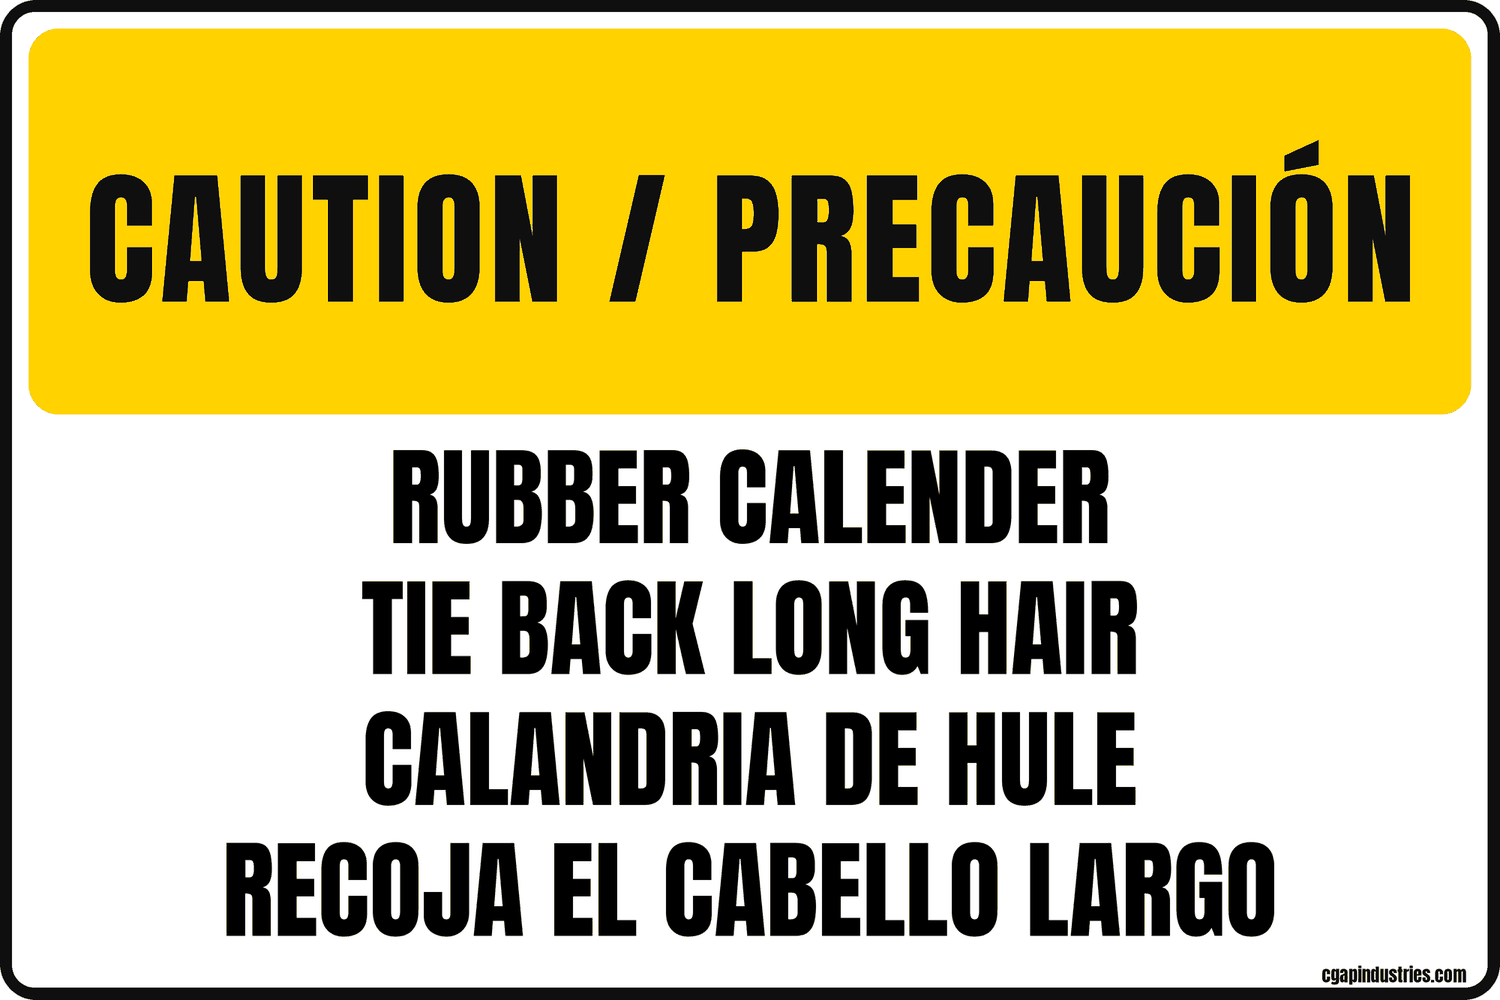 CAUTION / PRECAUCIÓN
RUBBER CALENDER
TIE BACK LONG HAIR
CALANDRIA DE HULE
RECOJA EL CABELLO LARGO
cgapindustries.com